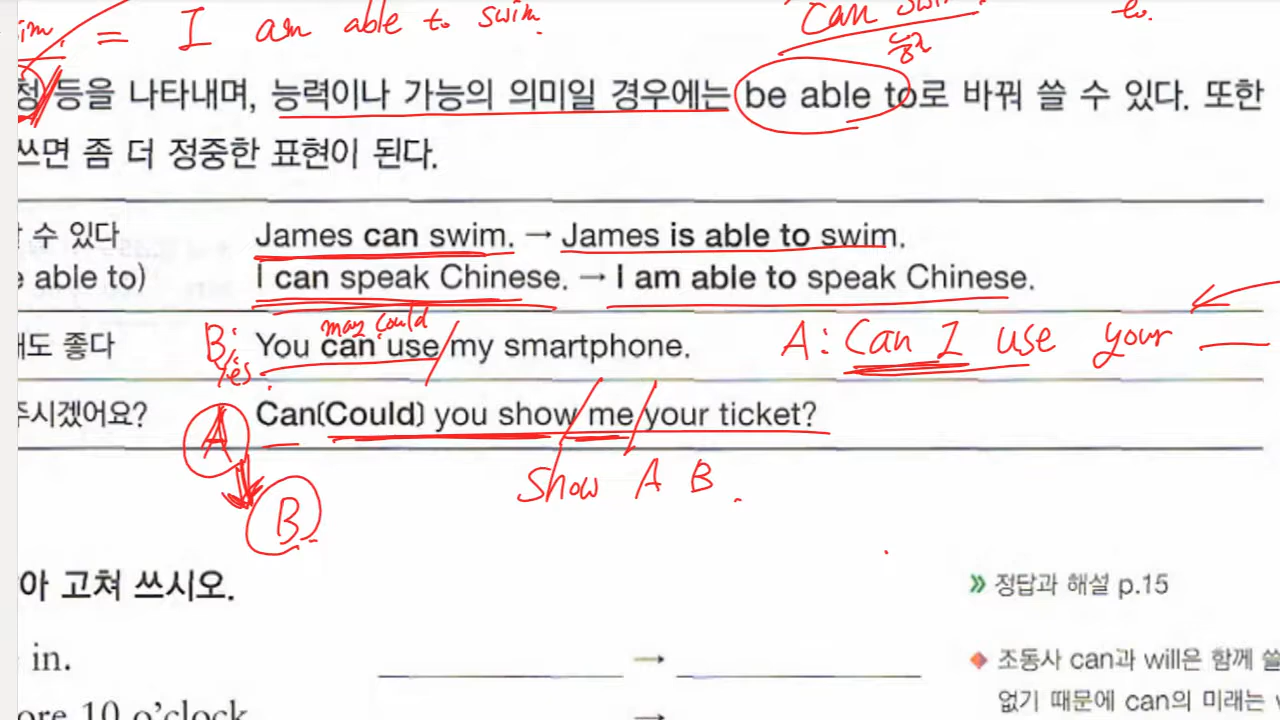 im. = I am able to swim. can swim to.
청 등을 나타내며, 능력이나 가능의 의미일 경우에는 be able to로 바꿔 쓸 수 있다. 또한
쓰면 좀 더 정중한 표현이 된다.
수 있다 James can swim. → James is able to swim.
able to) I can speak Chinese. → I am able to speak Chinese.
may could
도 좋다 B: Yes. You can use my smartphone. A: Can I use your
주시겠어요? A Can(Could) you show me your ticket?
Show A B.
B
아 고쳐 쓰시오.
» 정답과 해설 p.15
in. →
조동사 can과 will은 함께 쓸
ore 10 o'clock →
없기 때문에 can의 미래는